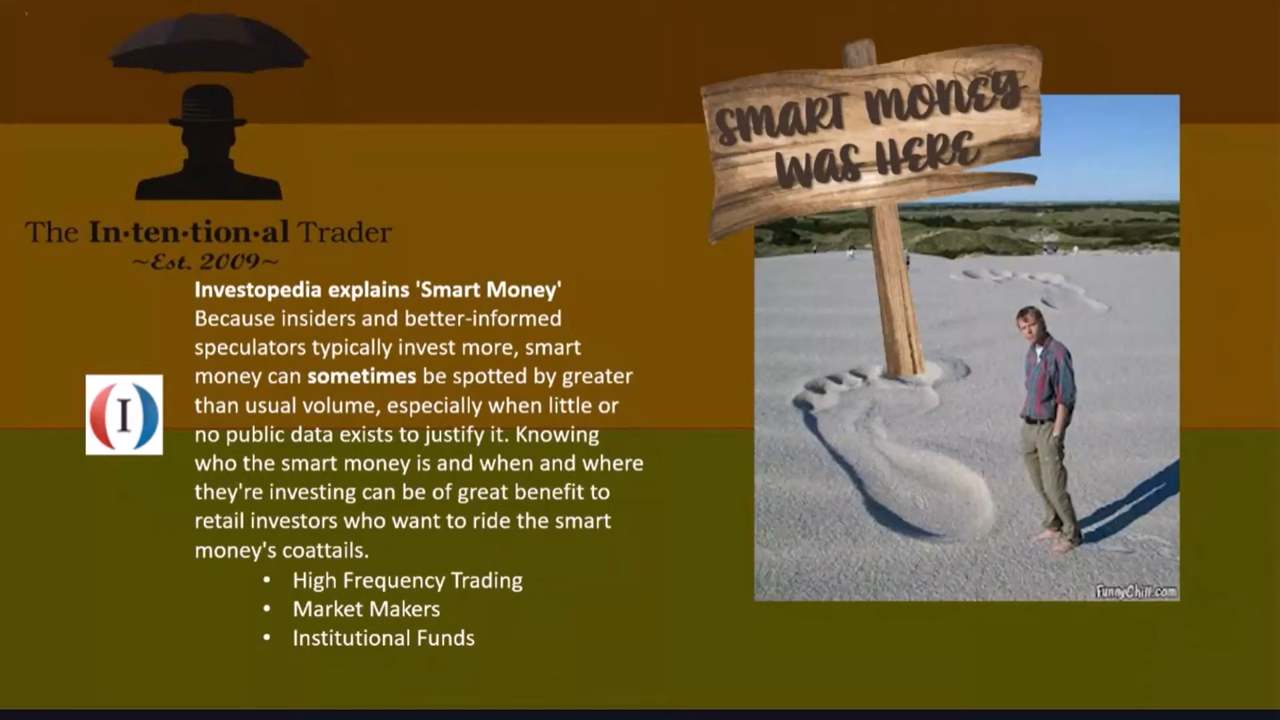 The In·ten·tion·al Trader
~Est. 2009~
SMART MONEY
WAS HERE
Investopedia explains 'Smart Money'
Because insiders and better-informed
speculators typically invest more, smart
money can sometimes be spotted by greater
than usual volume, especially when little or
no public data exists to justify it. Knowing
who the smart money is and when and where
they're investing can be of great benefit to
retail investors who want to ride the smart
money's coattails.
• High Frequency Trading
• Market Makers
• Institutional Funds
I
FunnyChill.com